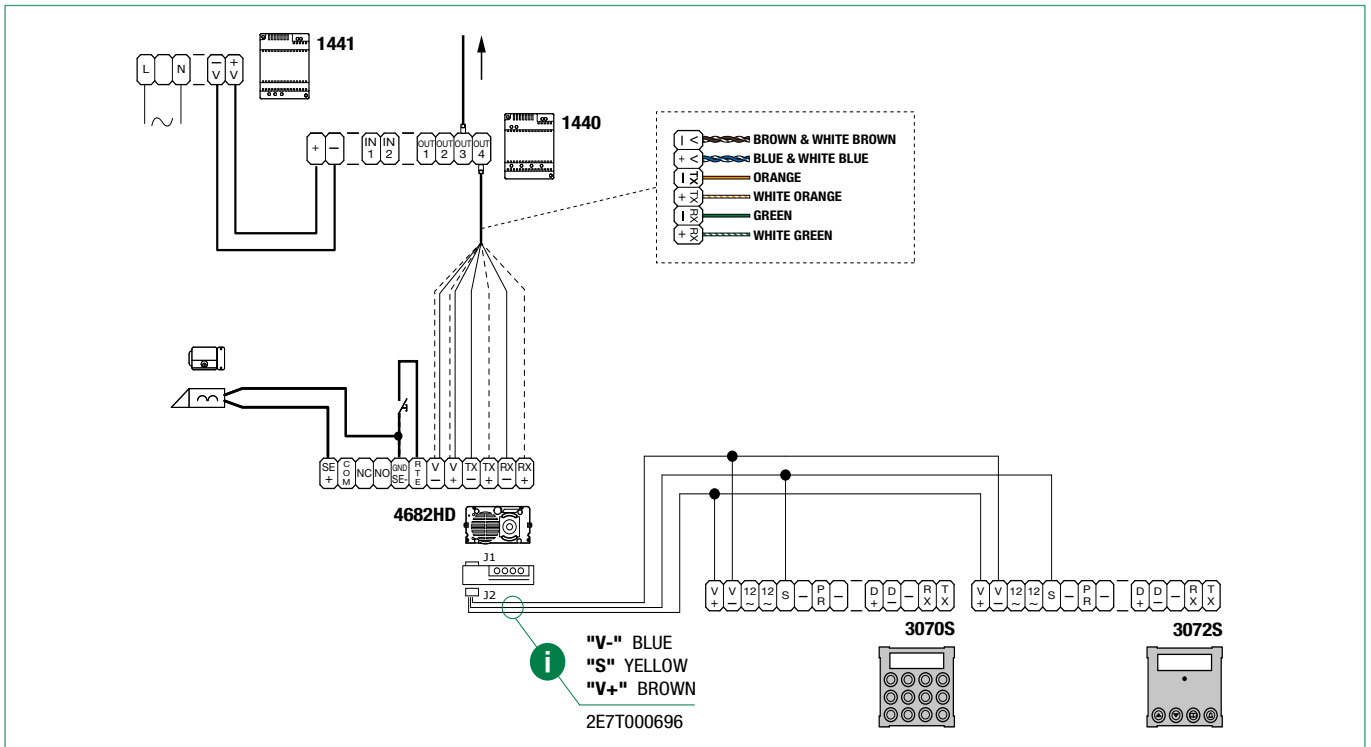 1441
L N − V + V
1440
+ − IN 1 IN 2 OUT 1 OUT 2 OUT 3 OUT 4
V − BROWN & WHITE BROWN
V + BLUE & WHITE BLUE
TX − ORANGE
TX + WHITE ORANGE
RX − GREEN
RX + WHITE GREEN
SE + COM NC NO GND SE- RTE V − V + TX − TX + RX − RX +
4682HD
J1
J2
V + V − 12 ~ 12 ~ S − PR − D + D − − RX TX
V + V − 12 ~ 12 ~ S − PR − D + D − − RX TX
3070S
3072S
i
"V-" BLUE
"S" YELLOW
"V+" BROWN
2E7T000696